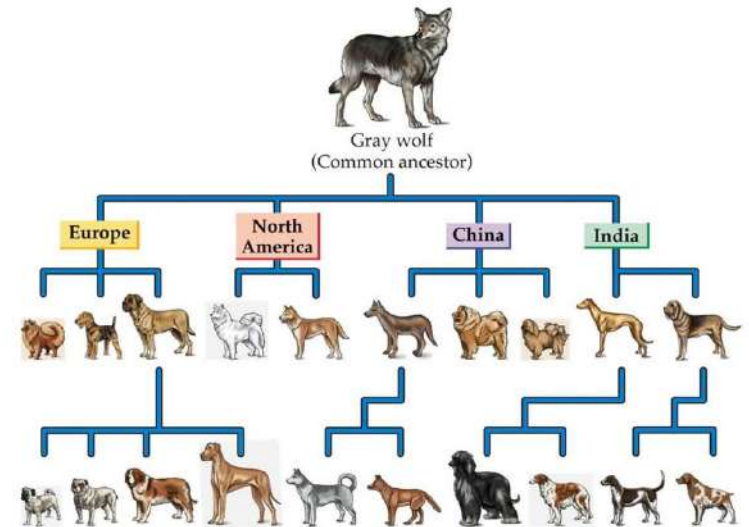 Gray wolf
(Common ancestor)
Europe
North
America
China
India